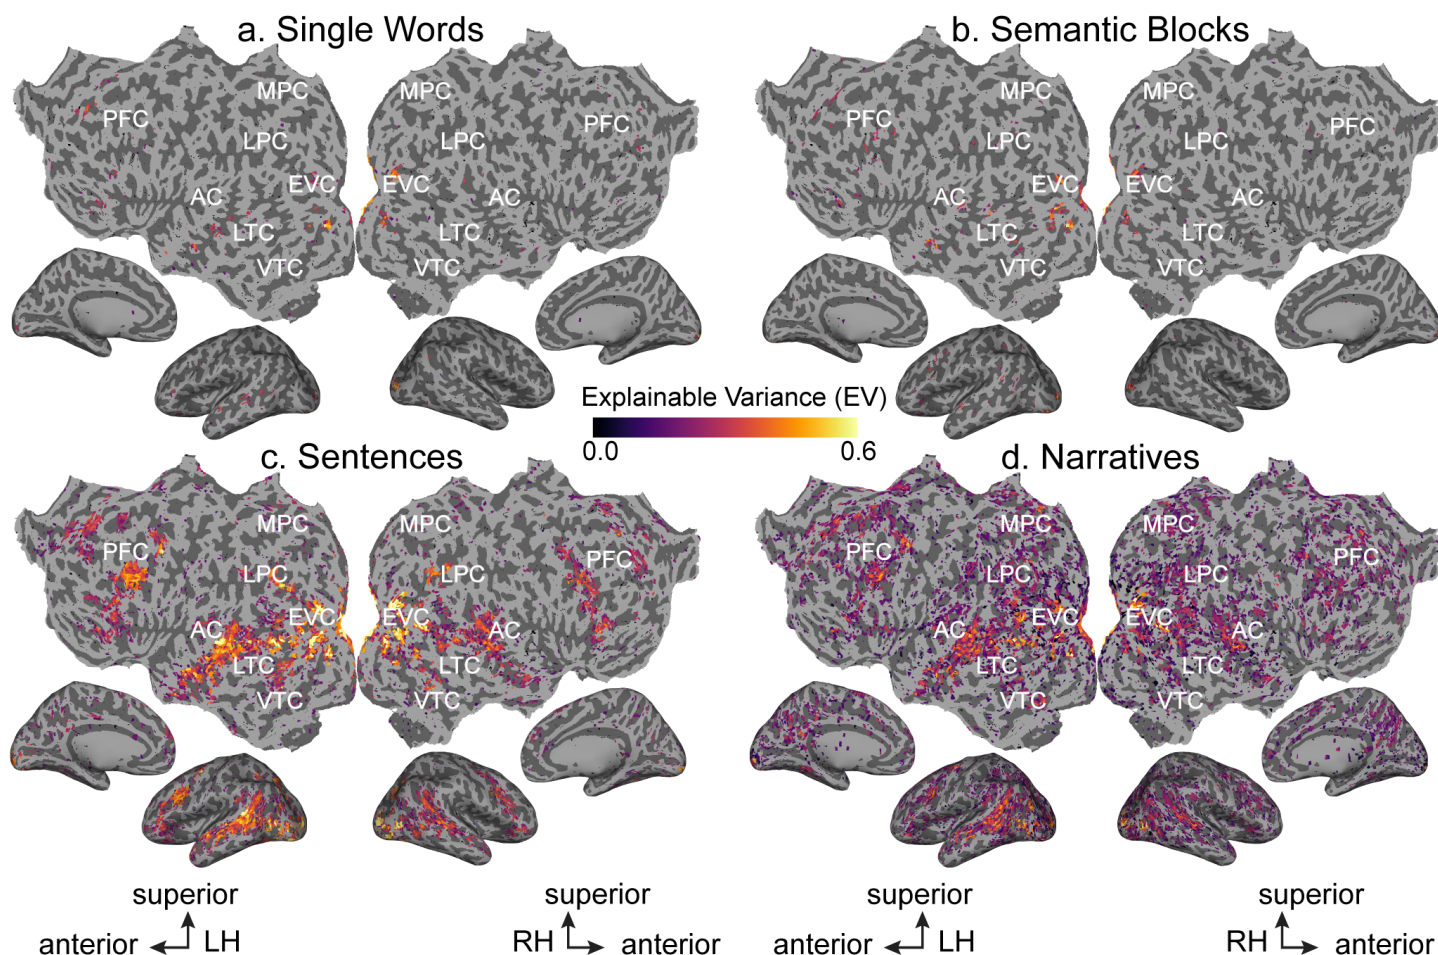 a. Single Words
b. Semantic Blocks
MPC MPC MPC MPC
PFC LPC LPC PFC PFC LPC LPC PFC
AC EVC EVC AC AC EVC EVC AC
LTC LTC LTC LTC
VTC VTC VTC VTC
Explainable Variance (EV)
0.0 0.6
c. Sentences
d. Narratives
MPC MPC MPC MPC
PFC LPC LPC PFC PFC LPC LPC PFC
AC EVC EVC AC AC EVC EVC AC
LTC LTC LTC LTC
VTC VTC VTC VTC
superior superior superior superior
anterior LH RH anterior anterior LH RH anterior